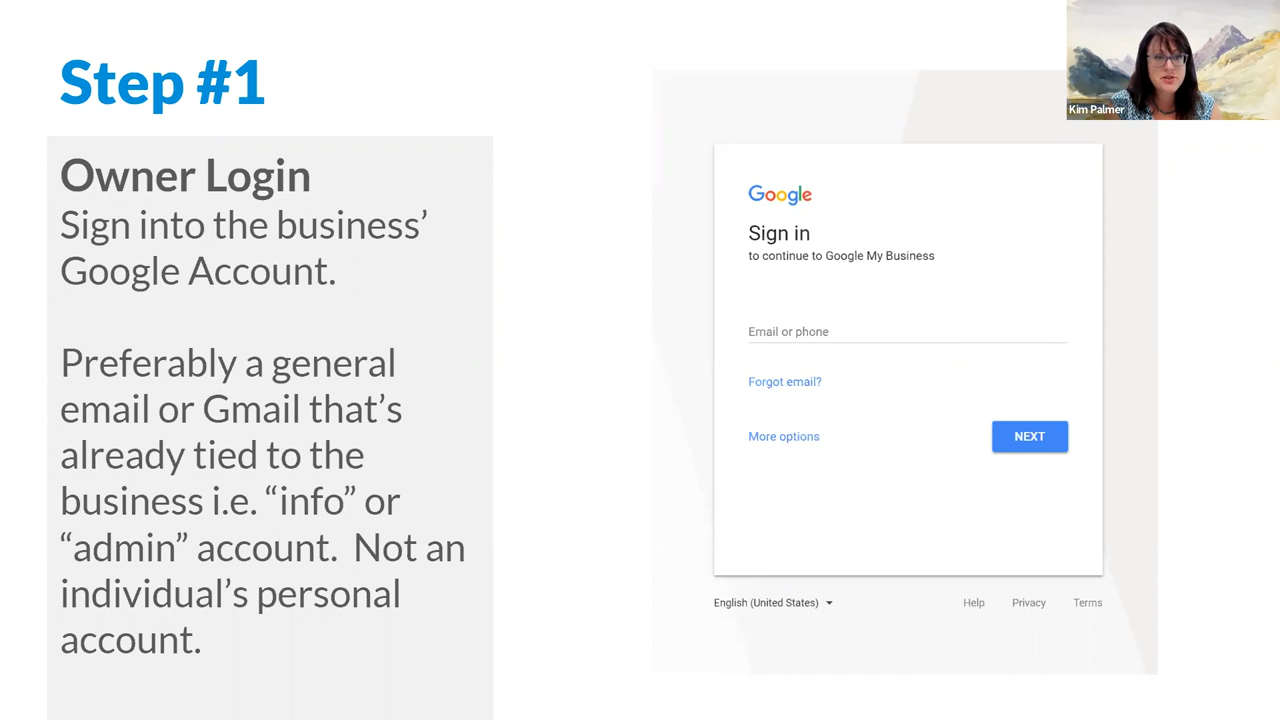 Step #1
Kim Palmer
Owner Login
Sign into the business’
Google Account.
Preferably a general
email or Gmail that’s
already tied to the
business i.e. “info” or
“admin” account.  Not an
individual’s personal
account.
Google
Sign in
to continue to Google My Business
Email or phone
Forgot email?
More options
NEXT
English (United States)
Help Privacy Terms